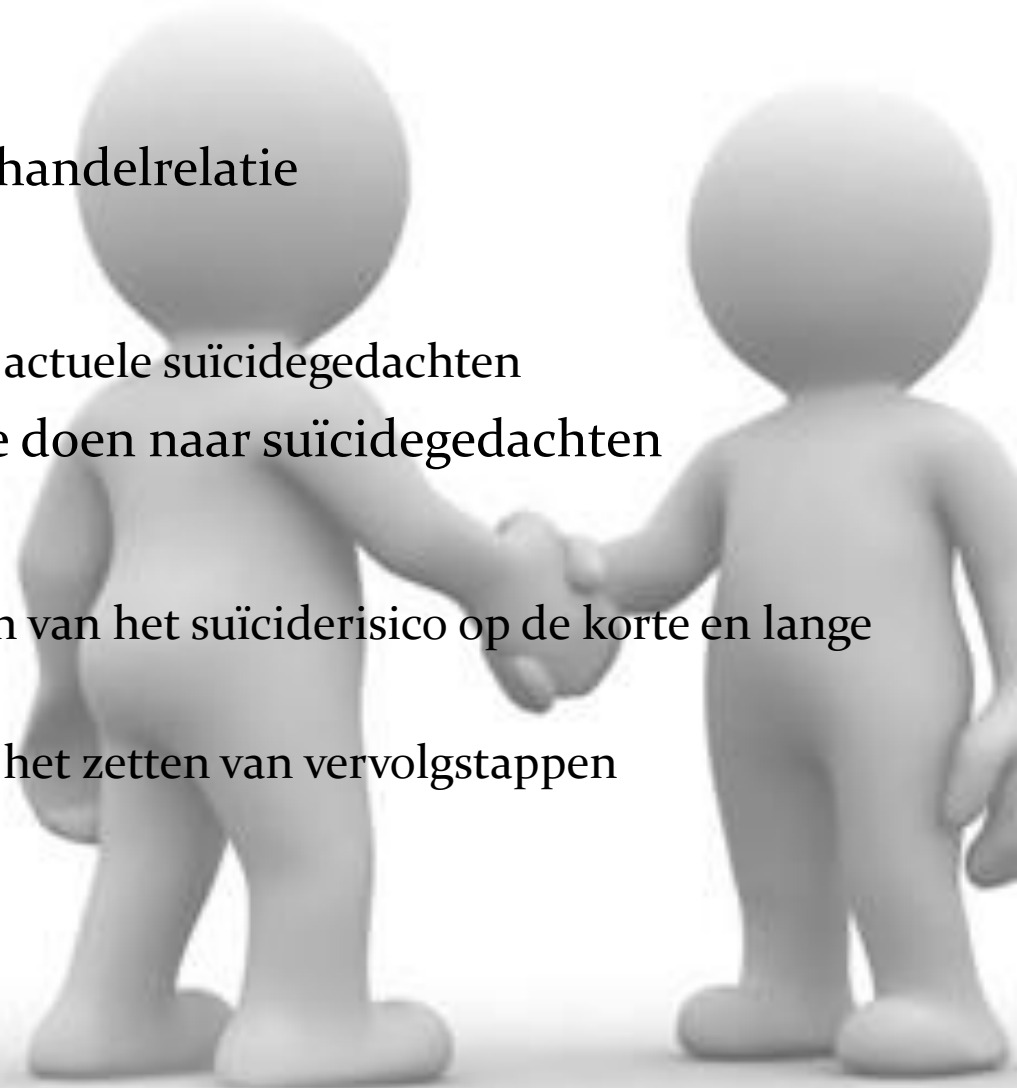 handelrelatie
actuele suïcidegedachten
e doen naar suïcidegedachten
n van het suïciderisico op de korte en lange
het zetten van vervolgstappen